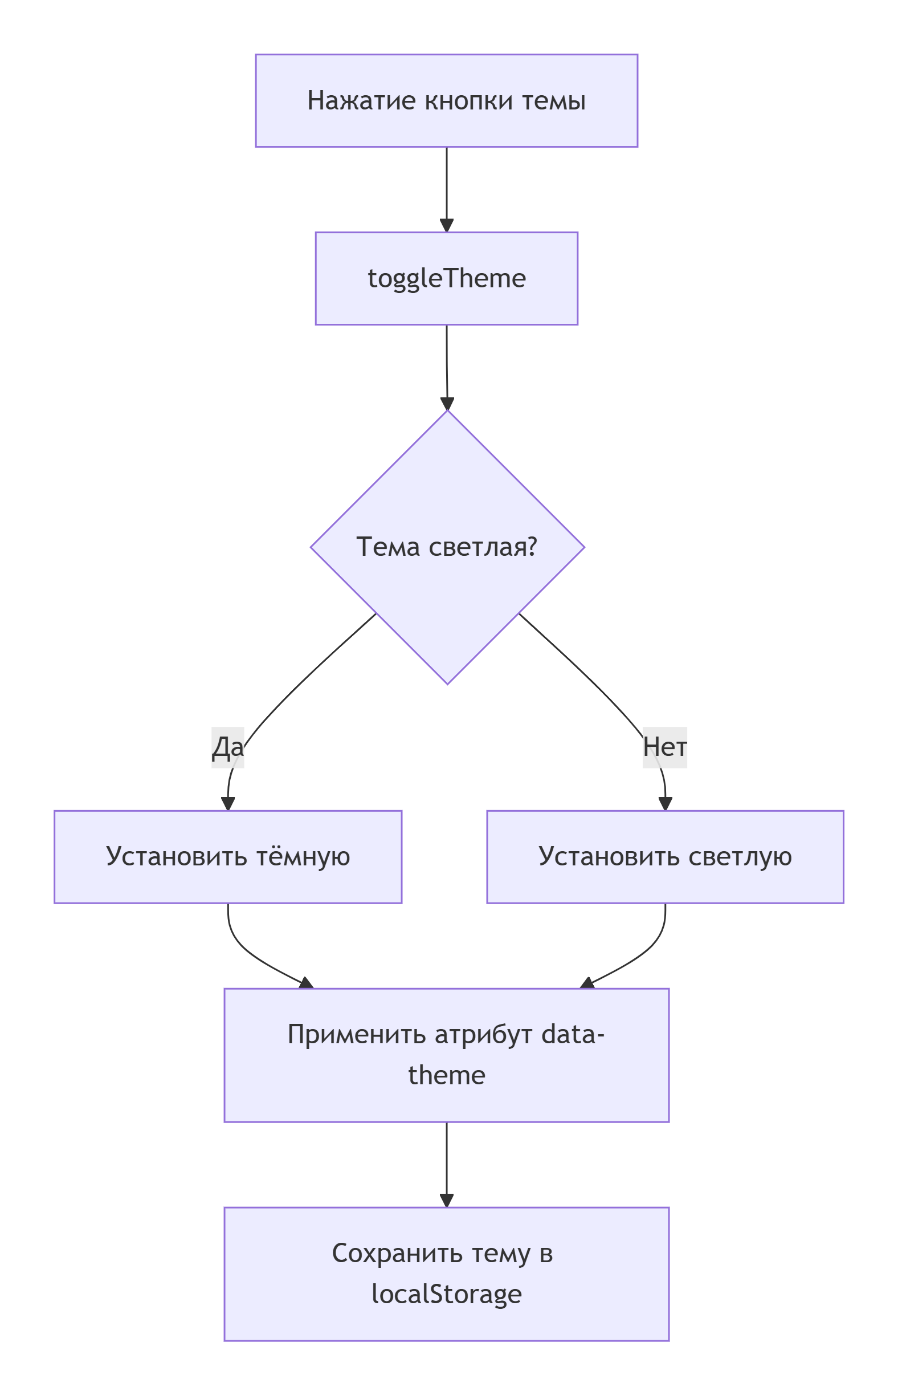 Нажатие кнопки темы
toggleTheme
Тема светлая?
Да
Нет
Установить тёмную
Установить светлую
Применить атрибут data-
theme
Сохранить тему в
localStorage